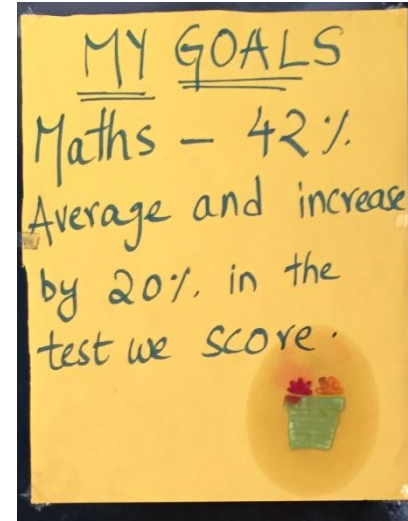 MY GOALS
Maths – 42%.
Average and increase
by 20%. in the
test we score.